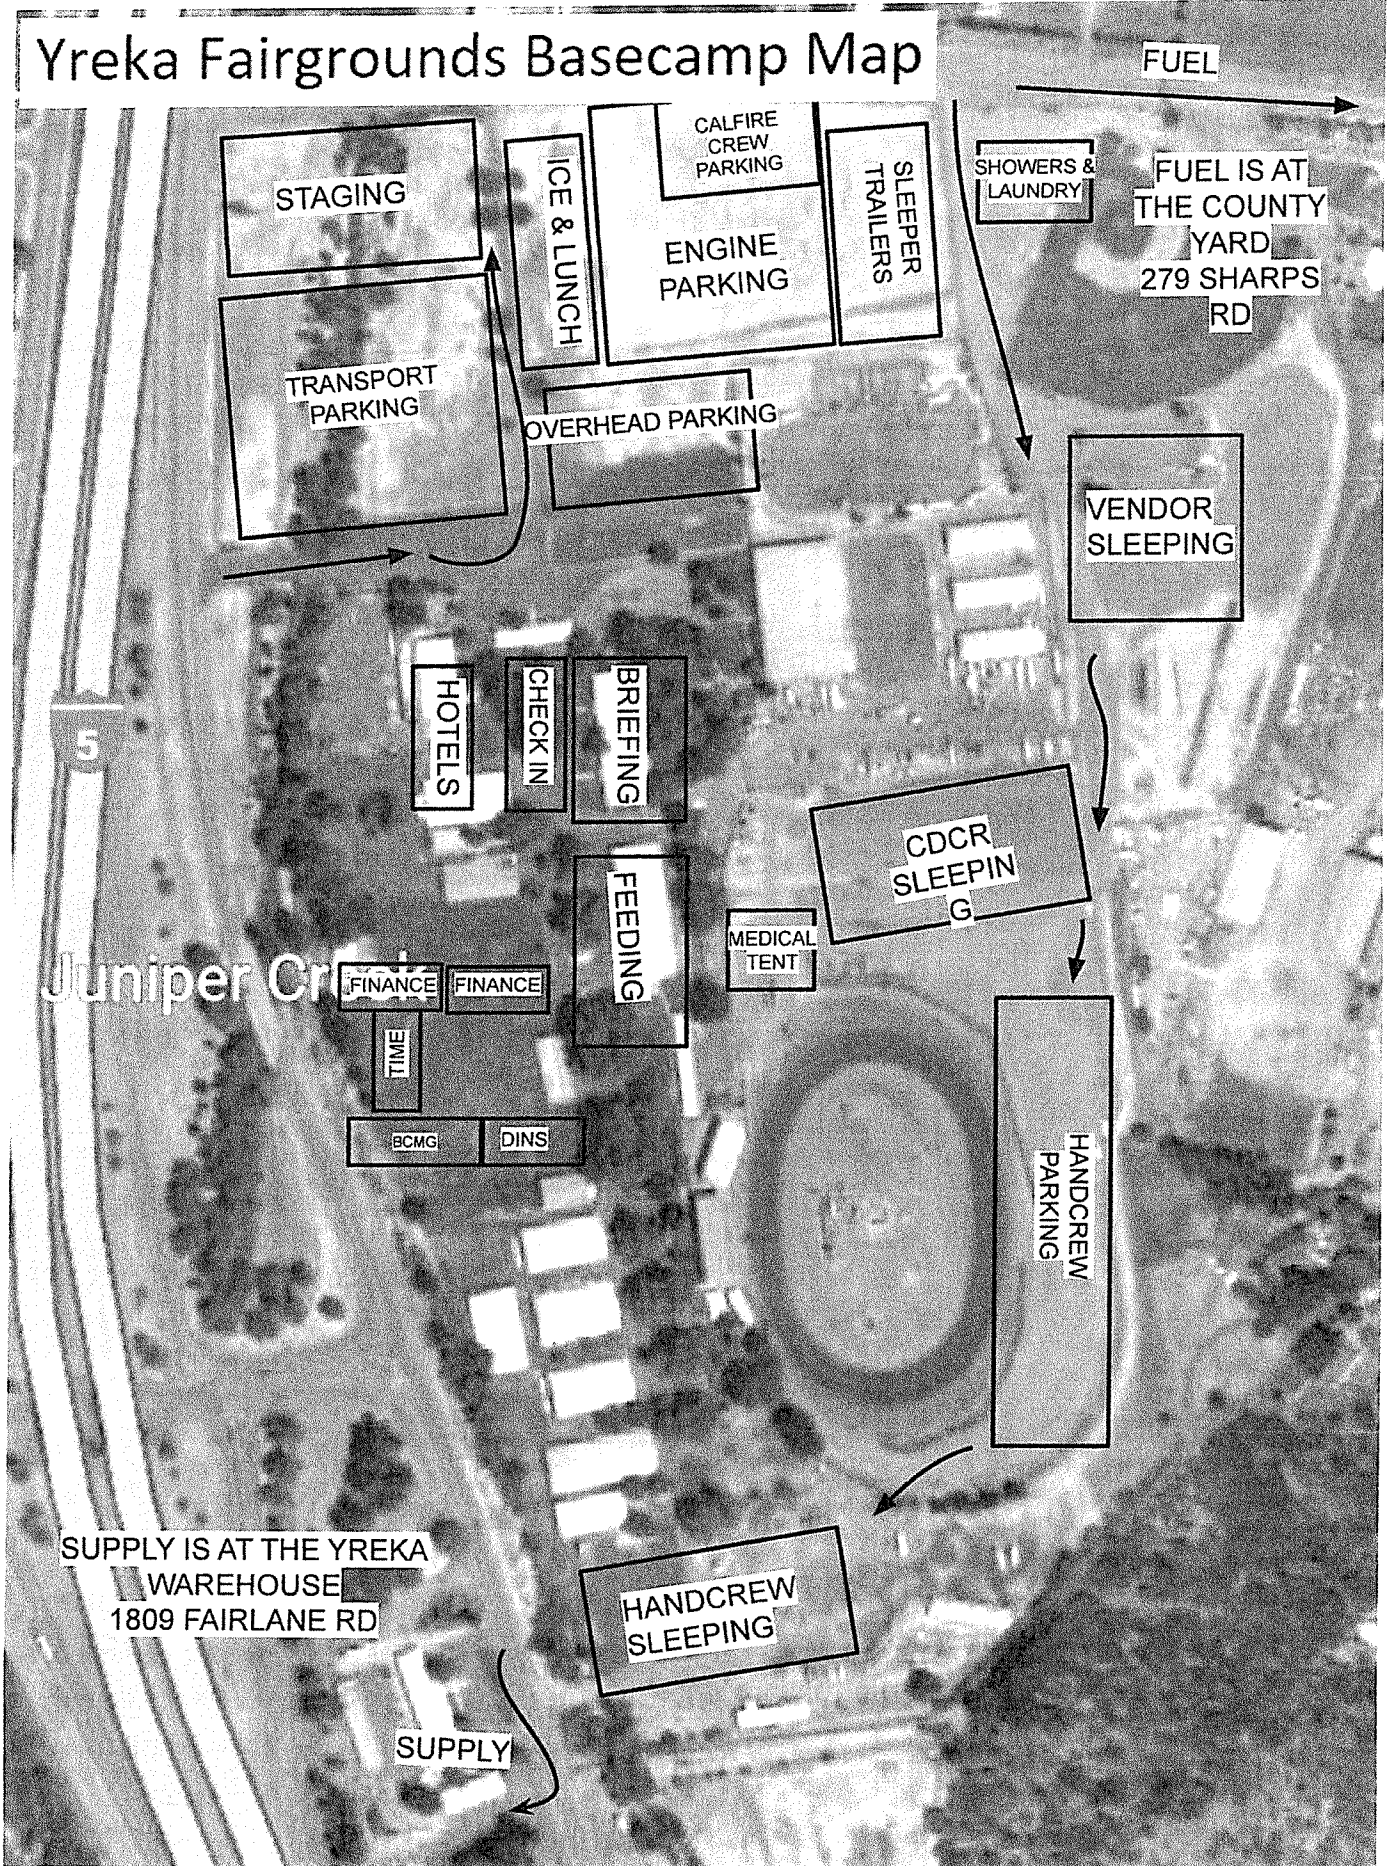 Yreka Fairgrounds Basecamp Map
FUEL
CALFIRE
CREW
PARKING
STAGING
ICE & LUNCH
ENGINE
PARKING
SLEEPER
TRAILERS
SHOWERS &
LAUNDRY
FUEL IS AT
THE COUNTY
YARD
279 SHARPS
RD
TRANSPORT
PARKING
OVERHEAD PARKING
VENDOR
SLEEPING
HOTELS
CHECK IN
BRIEFING
5
CDCR
SLEEPIN
G
FEEDING
MEDICAL
TENT
Juniper Creek
FINANCE
FINANCE
TIME
BCMG
DINS
HANDCREW
PARKING
SUPPLY IS AT THE YREKA
WAREHOUSE
1809 FAIRLANE RD
HANDCREW
SLEEPING
SUPPLY